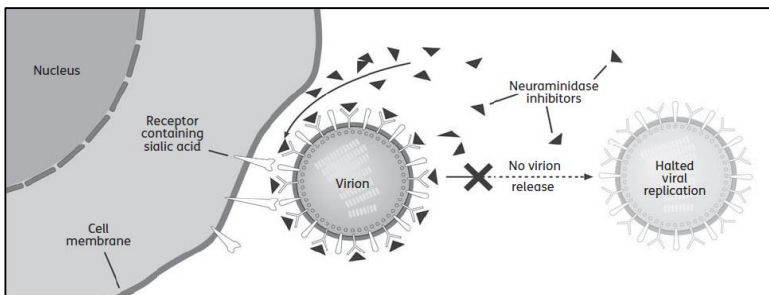 Nucleus
Receptor
containing
sialic acid
Cell
membrane
Virion
Neuraminidase
inhibitors
No virion
release
Halted
viral
replication